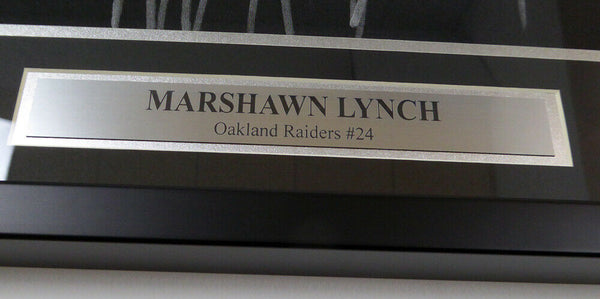 MARSHAWN LYNCH
Oakland Raiders #24